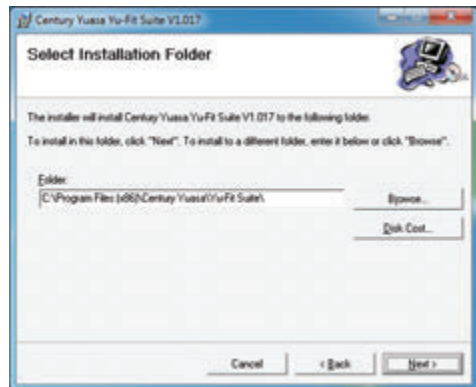 Century Yuasa Yu-Fit Suite V1.017
Select Installation Folder
The installer will install Century Yuasa Yu-Fit Suite V1.017 to the following folder.
To install in this folder, click "Next". To install to a different folder, enter it below or click "Browse".
Folder:
C:\Program Files (x86)\Century Yuasa\Yu-Fit Suite\
Browse...
Disk Cost...
Cancel
< Back
Next >